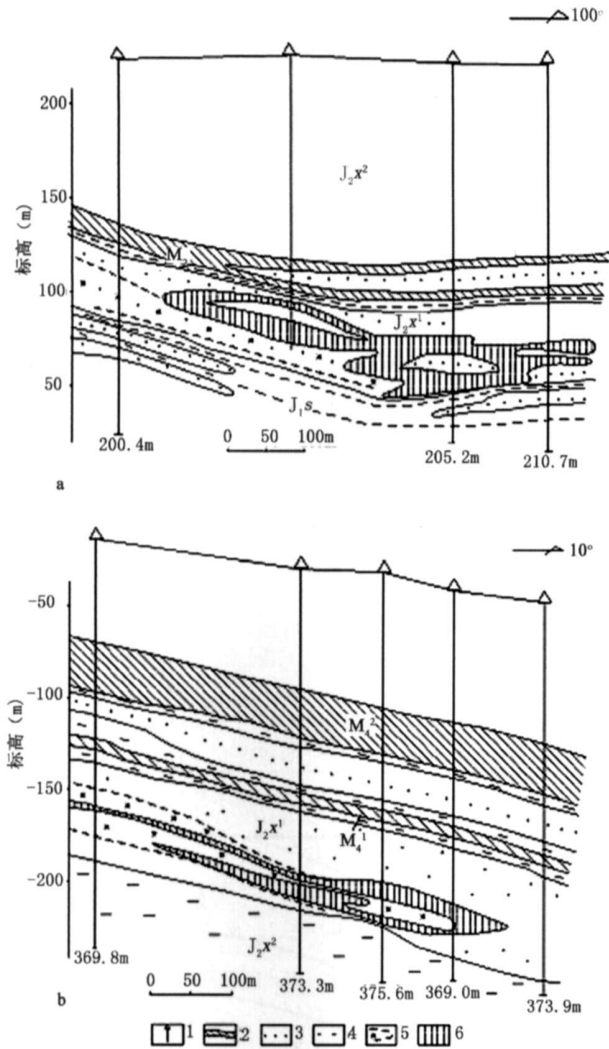 100°
200
150
100
50
标高 (m)
J₂x²
J₂x¹
J₁s
0 50 100m
200.4m
205.2m
210.7m
a
10°
-50
-100
-150
-200
标高 (m)
M₄²
J₂x¹
M₄¹
J₂x²
369.8m
373.3m
375.6m
369.0m
373.9m
0 50 100m
b
1 2 3 4 5 6